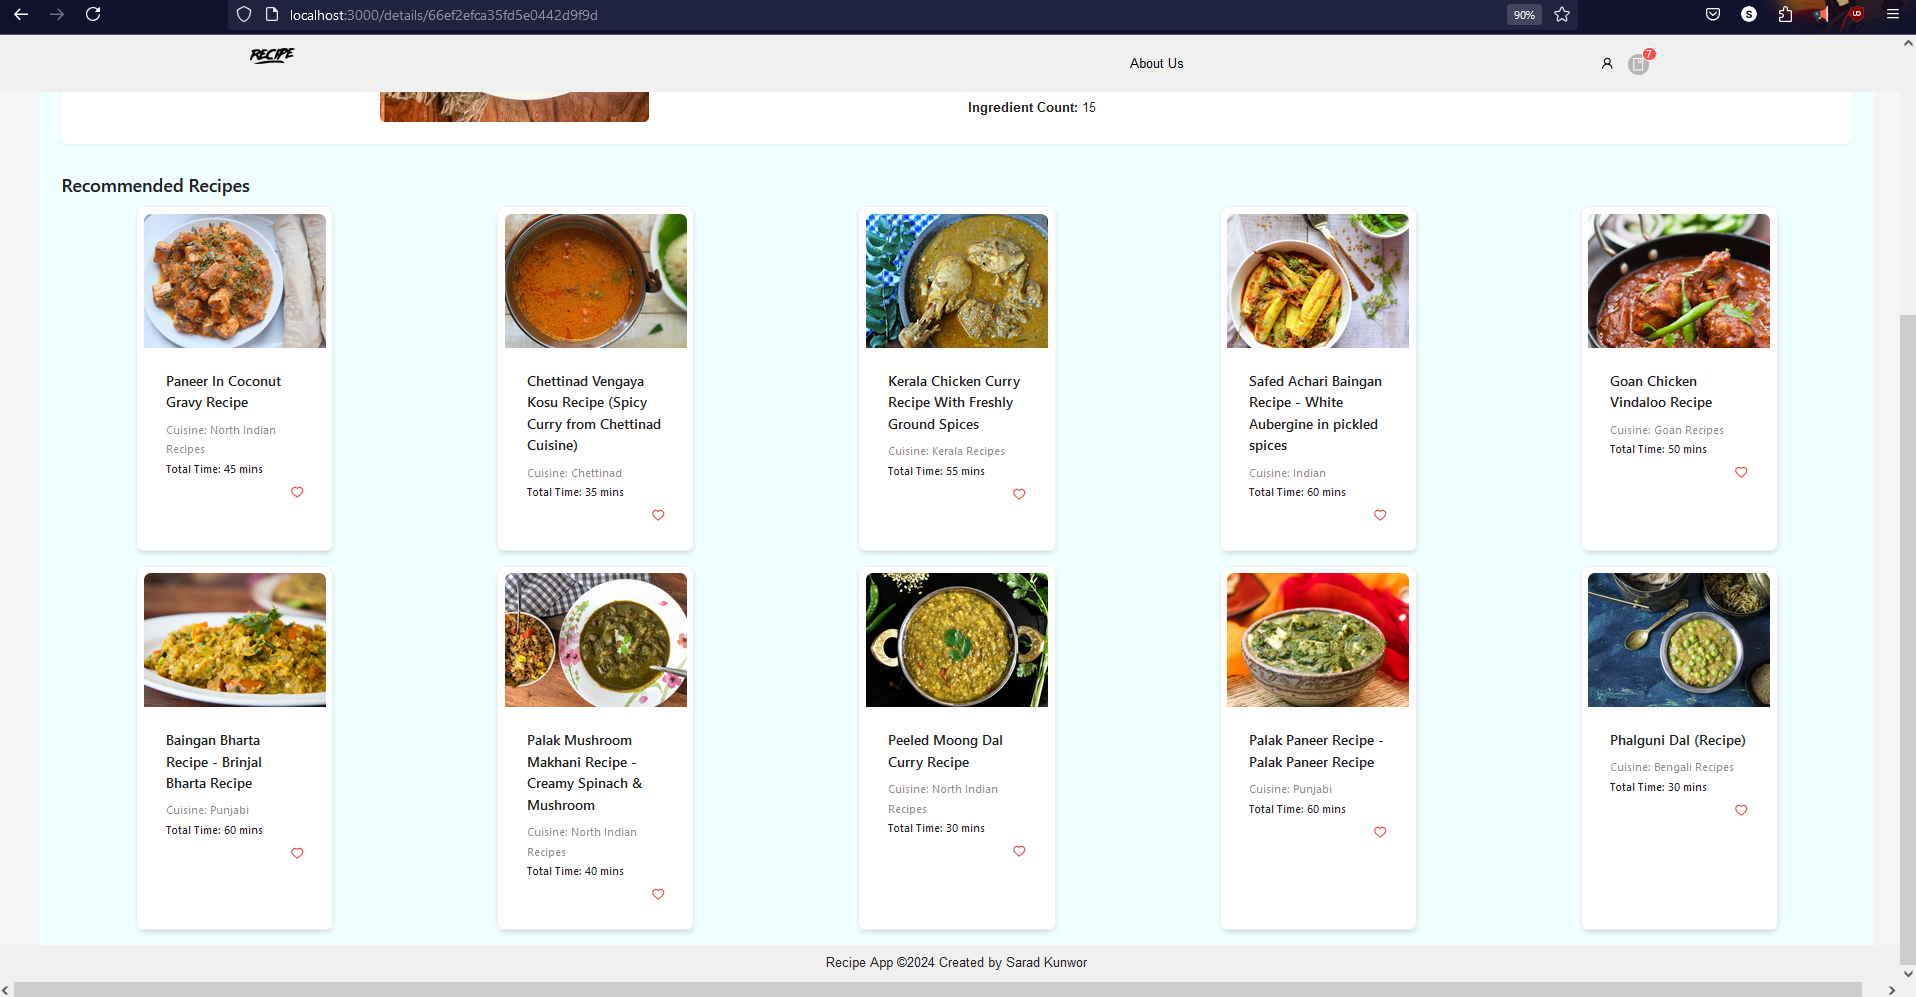 localhost:3000/details/66ef2efca35fd5e0442d9f9d
90%
S
UO
RECIPE
About Us
7
Ingredient Count: 15
Recommended Recipes
Paneer In Coconut
Gravy Recipe
Cuisine: North Indian
Recipes
Total Time: 45 mins
Chettinad Vengaya
Kosu Recipe (Spicy
Curry from Chettinad
Cuisine)
Cuisine: Chettinad
Total Time: 35 mins
Kerala Chicken Curry
Recipe With Freshly
Ground Spices
Cuisine: Kerala Recipes
Total Time: 55 mins
Safed Achari Baingan
Recipe - White
Aubergine in pickled
spices
Cuisine: Indian
Total Time: 60 mins
Goan Chicken
Vindaloo Recipe
Cuisine: Goan Recipes
Total Time: 50 mins
Baingan Bharta
Recipe - Brinjal
Bharta Recipe
Cuisine: Punjabi
Total Time: 60 mins
Palak Mushroom
Makhani Recipe -
Creamy Spinach &
Mushroom
Cuisine: North Indian
Recipes
Total Time: 40 mins
Peeled Moong Dal
Curry Recipe
Cuisine: North Indian
Recipes
Total Time: 30 mins
Palak Paneer Recipe -
Palak Paneer Recipe
Cuisine: Punjabi
Total Time: 60 mins
Phalguni Dal (Recipe)
Cuisine: Bengali Recipes
Total Time: 30 mins
Recipe App ©2024 Created by Sarad Kunwor